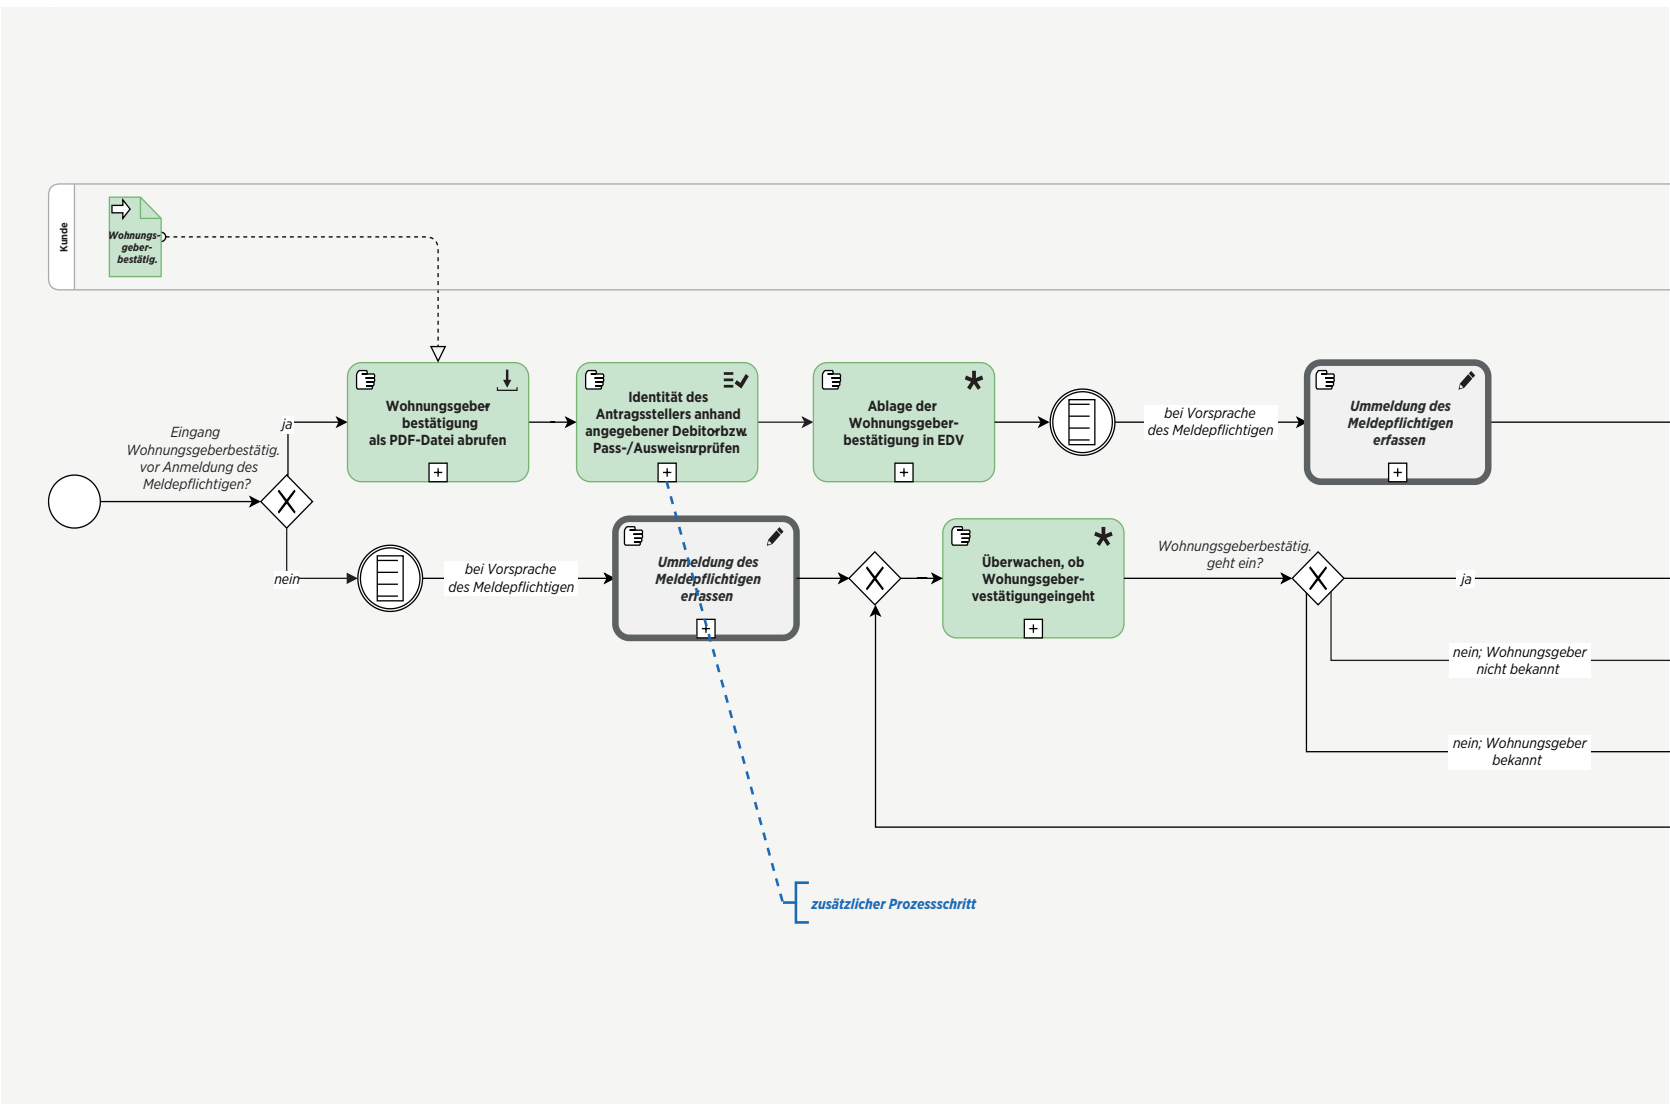 Kunde
Wohnungs-
geber-
bestätig.
Wohnungsgeber
bestätigung
als PDF-Datei abrufen
Identität des
Antragsstellers anhand
angegebener Debitorbzw.
Pass-/Ausweisnrprüfen
Ablage der
Wohnungsgeber-
bestätigung in EDV
bei Vorsprache
des Meldepflichtigen
Ummeldung des
Meldepflichtigen
erfassen
ja
Eingang
Wohnungsgeberbestätig.
vor Anmeldung des
Meldepflichtigen?
nein
bei Vorsprache
des Meldepflichtigen
Ummeldung des
Meldepflichtigen
erfassen
Überwachen, ob
Wohungsgeber-
vestätigungeingeht
Wohnungsgeberbestätig.
geht ein?
ja
nein; Wohnungsgeber
nicht bekannt
nein; Wohnungsgeber
bekannt
zusätzlicher Prozessschritt